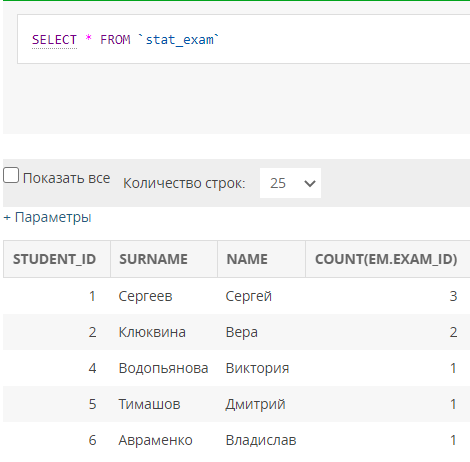 SELECT * FROM `stat_exam`
Показать все Количество строк: 25
+ Параметры
STUDENT_ID SURNAME NAME COUNT(EM.EXAM_ID)
1 Сергеев Сергей 3
2 Клюквина Вера 2
4 Водопьянова Виктория 1
5 Тимашов Дмитрий 1
6 Авраменко Владислав 1